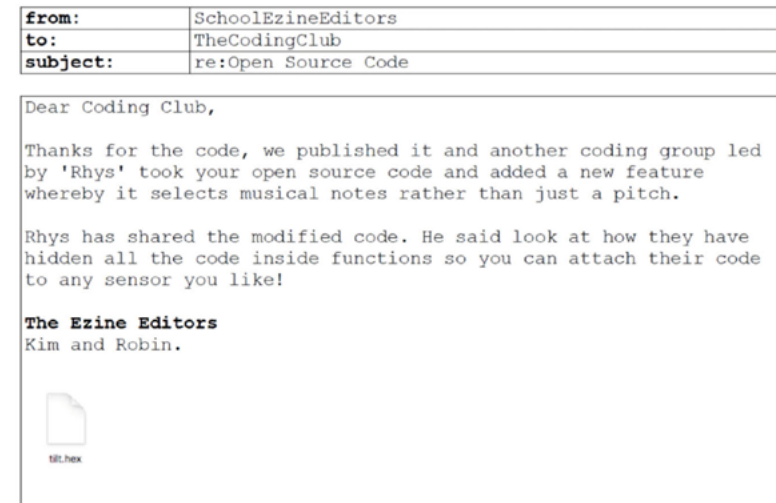 from: SchoolEzineEditors
to: TheCodingClub
subject: re:Open Source Code
Dear Coding Club,
Thanks for the code, we published it and another coding group led
by 'Rhys' took your open source code and added a new feature
whereby it selects musical notes rather than just a pitch.
Rhys has shared the modified code. He said look at how they have
hidden all the code inside functions so you can attach their code
to any sensor you like!
The Ezine Editors
Kim and Robin.
tilt.hex